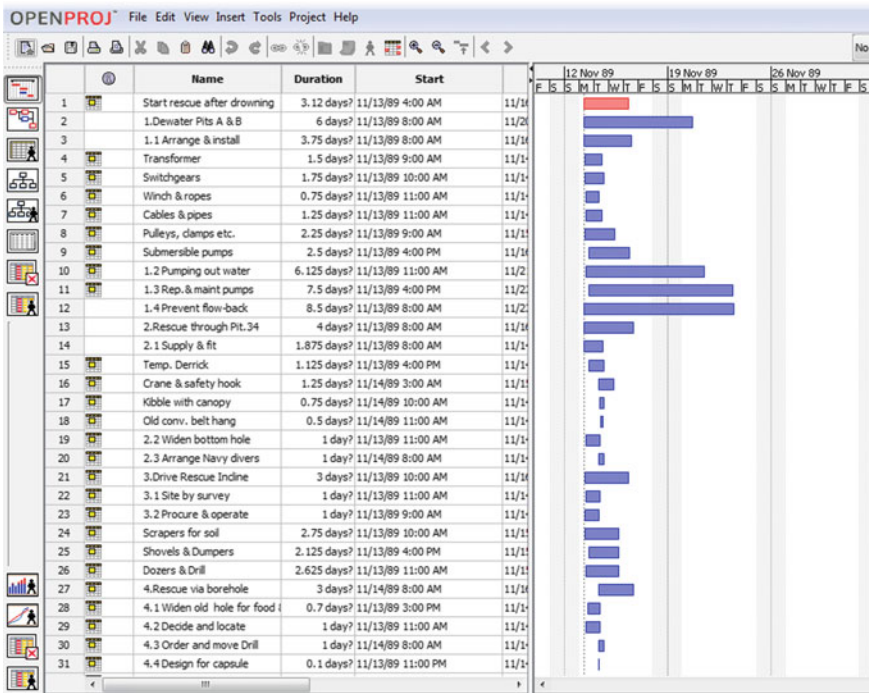 OPENPROJ File Edit View Insert Tools Project Help
No
Name Duration Start 12 Nov 89 19 Nov 89 26 Nov 89
F S S M T W T F S S M T W T F S S M T W T F S
1 Start rescue after drowning 3.12 days? 11/13/89 4:00 AM 11/16
2 1.Dewater Pits A & B 6 days? 11/13/89 8:00 AM 11/20
3 1.1 Arrange & install 3.75 days? 11/13/89 8:00 AM 11/16
4 Transformer 1.5 days? 11/13/89 9:00 AM 11/1
5 Switchgears 1.75 days? 11/13/89 10:00 AM 11/1
6 Winch & ropes 0.75 days? 11/13/89 11:00 AM 11/1
7 Cables & pipes 1.25 days? 11/13/89 11:00 AM 11/1
8 Pulleys, clamps etc. 2.25 days? 11/13/89 9:00 AM 11/1
9 Submersible pumps 2.5 days? 11/13/89 4:00 PM 11/16
10 1.2 Pumping out water 6.125 days? 11/13/89 11:00 AM 11/2
11 1.3 Rep.& maint pumps 7.5 days? 11/13/89 4:00 PM 11/2
12 1.4 Prevent flow-back 8.5 days? 11/13/89 8:00 AM 11/2
13 2.Rescue through Pit.34 4 days? 11/13/89 8:00 AM 11/16
14 2.1 Supply & fit 1.875 days? 11/13/89 8:00 AM 11/1
15 Temp. Derrick 1.125 days? 11/13/89 4:00 PM 11/1
16 Crane & safety hook 1.25 days? 11/14/89 3:00 AM 11/1
17 Kibble with canopy 0.75 days? 11/14/89 10:00 AM 11/1
18 Old conv. belt hang 0.5 days? 11/14/89 11:00 AM 11/1
19 2.2 Widen bottom hole 1 day? 11/13/89 11:00 AM 11/1
20 2.3 Arrange Navy divers 1 day? 11/14/89 8:00 AM 11/1
21 3.Drive Rescue Incline 3 days? 11/13/89 10:00 AM 11/16
22 3.1 Site by survey 1 day? 11/13/89 11:00 AM 11/1
23 3.2 Procure & operate 1 day? 11/13/89 9:00 AM 11/1
24 Scrapers for soil 2.75 days? 11/13/89 10:00 AM 11/1
25 Shovels & Dumpers 2.125 days? 11/13/89 4:00 PM 11/1
26 Dozers & Drill 2.625 days? 11/13/89 11:00 AM 11/1
27 4.Rescue via borehole 3 days? 11/14/89 8:00 AM 11/16
28 4.1 Widen old hole for food 0.7 days? 11/13/89 3:00 PM 11/1
29 4.2 Decide and locate 1 day? 11/13/89 11:00 AM 11/1
30 4.3 Order and move Drill 1 day? 11/14/89 8:00 AM 11/1
31 4.4 Design for capsule 0.1 days? 11/13/89 11:00 PM 11/1